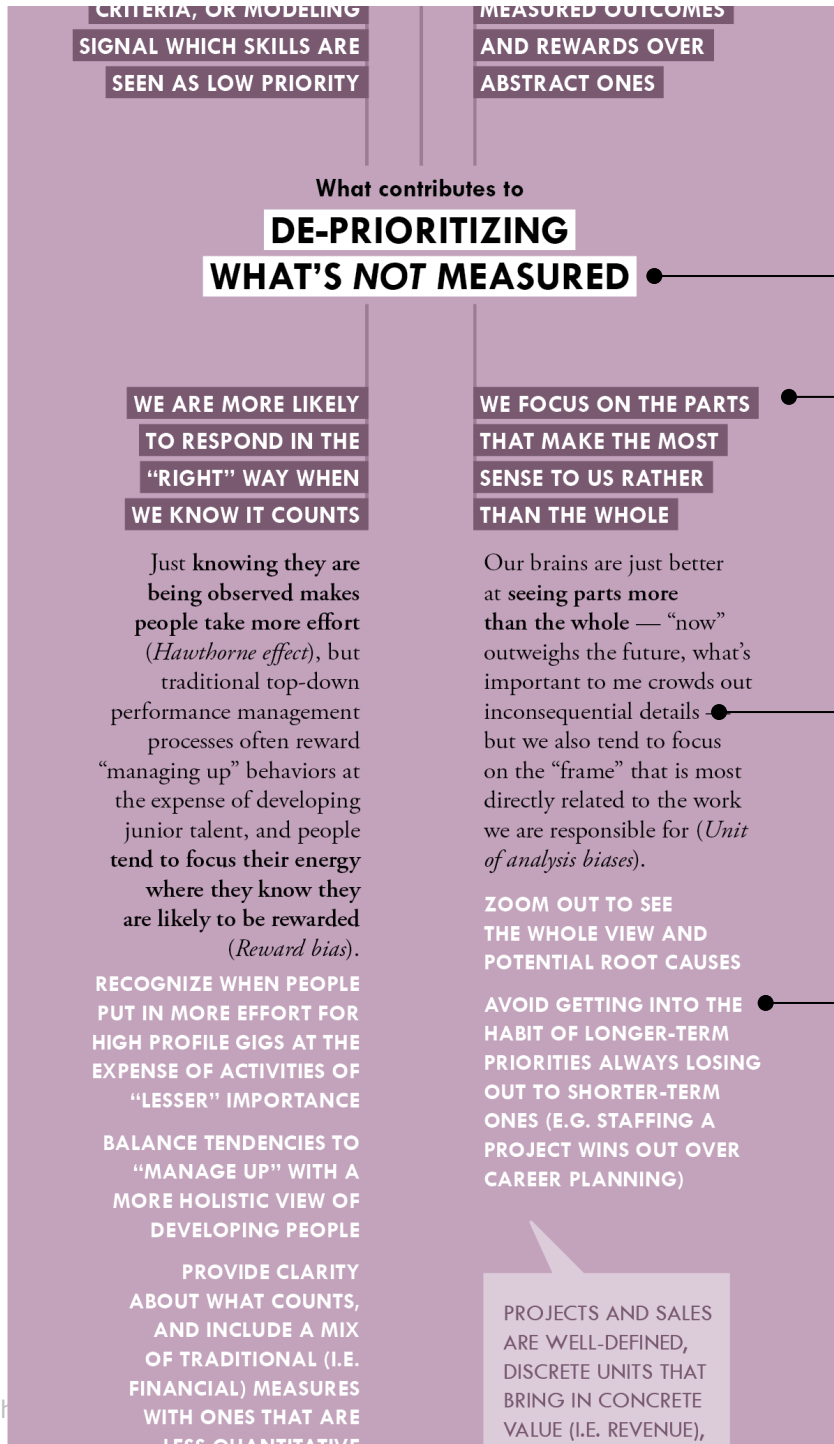 CRITERIA, OR MODELING
SIGNAL WHICH SKILLS ARE
SEEN AS LOW PRIORITY
MEASURED OUTCOMES
AND REWARDS OVER
ABSTRACT ONES
What contributes to
DE-PRIORITIZING
WHAT’S NOT MEASURED
WE ARE MORE LIKELY
TO RESPOND IN THE
“RIGHT” WAY WHEN
WE KNOW IT COUNTS
Just knowing they are
being observed makes
people take more effort
(Hawthorne effect), but
traditional top-down
performance management
processes often reward
“managing up” behaviors at
the expense of developing
junior talent, and people
tend to focus their energy
where they know they
are likely to be rewarded
(Reward bias).
RECOGNIZE WHEN PEOPLE
PUT IN MORE EFFORT FOR
HIGH PROFILE GIGS AT THE
EXPENSE OF ACTIVITIES OF
“LESSER” IMPORTANCE
BALANCE TENDENCIES TO
“MANAGE UP” WITH A
MORE HOLISTIC VIEW OF
DEVELOPING PEOPLE
PROVIDE CLARITY
ABOUT WHAT COUNTS,
AND INCLUDE A MIX
OF TRADITIONAL (I.E.
FINANCIAL) MEASURES
WITH ONES THAT ARE
LESS QUANTITATIVE
WE FOCUS ON THE PARTS
THAT MAKE THE MOST
SENSE TO US RATHER
THAN THE WHOLE
Our brains are just better
at seeing parts more
than the whole — “now”
outweighs the future, what’s
important to me crowds out
inconsequential details —
but we also tend to focus
on the “frame” that is most
directly related to the work
we are responsible for (Unit
of analysis biases).
ZOOM OUT TO SEE
THE WHOLE VIEW AND
POTENTIAL ROOT CAUSES
AVOID GETTING INTO THE
HABIT OF LONGER-TERM
PRIORITIES ALWAYS LOSING
OUT TO SHORTER-TERM
ONES (E.G. STAFFING A
PROJECT WINS OUT OVER
CAREER PLANNING)
PROJECTS AND SALES
ARE WELL-DEFINED,
DISCRETE UNITS THAT
BRING IN CONCRETE
VALUE (I.E. REVENUE),